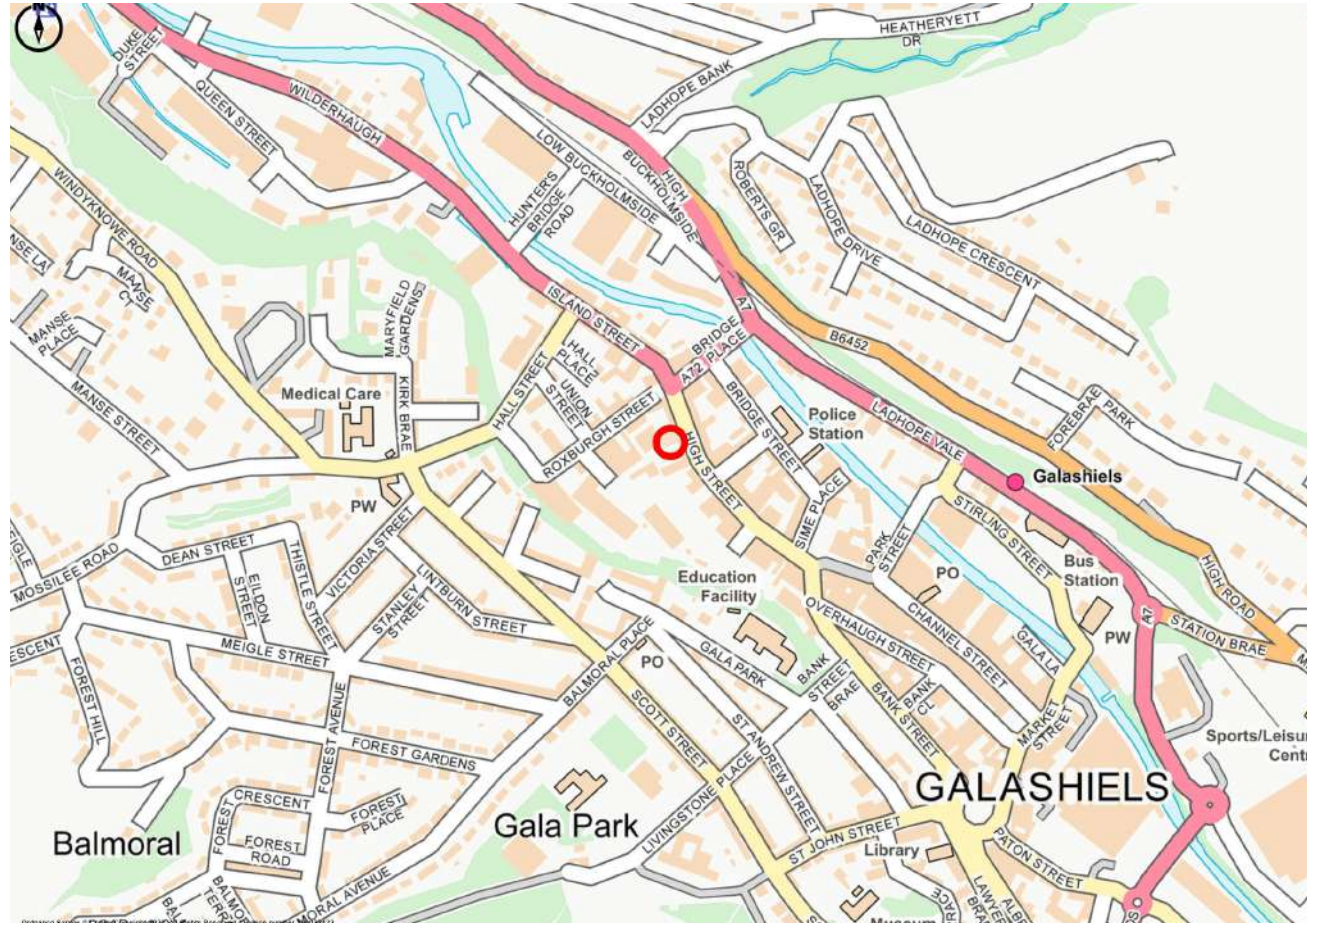 N
HEATHERYETT
DR
DUKE
STREET
LADHOPE BANK
QUEEN STREET
WILDERHAUGH
LOW BUCKHOLMSIDE
HIGH
BUCKHOLMSIDE
ROBERTS GR
LADHOPE DRIVE
LADHOPE CRESCENT
HUNTER'S
BRIDGE
ROAD
WINDYKNOWE ROAD
MANSE
CT
MANSE
PLACE
MARYFIELD
GARDENS
ISLAND STREET
A7
BRIDGE
PLACE
A72
B6452
HALL
PLACE
UNION
STREET
HALL STREET
KIRK BRAE
Medical Care
MANSE STREET
ROXBURGH STREET
HIGH STREET
BRIDGE STREET
Police
Station
LADHOPE VALE
FOREBRAE
PARK
Galashiels
PW
SIME PLACE
PARK
STREET
STIRLING STREET
Bus
Station
HIGH ROAD
MOSSILEE ROAD
DEAN STREET
THISTLE STREET
VICTORIA STREET
EILDON
STREET
STANLEY
STREET
LINTBURN STREET
Education
Facility
PO
OVERHAUGH STREET
CHANNEL STREET
GALA LA
PW
A7
STATION BRAE
MEIGLE STREET
BALMORAL PLACE
PO
GALA PARK
BANK
STREET
BRAE
BANK STREET
BANK
CL
MARKET
STREET
FOREST HILL
FOREST AVENUE
FOREST GARDENS
SCOTT STREET
ST ANDREW STREET
LIVINGSTONE PLACE
GALASHIELS
FOREST
CRESCENT
FOREST
PLACE
FOREST
ROAD
Balmoral
Gala Park
ST JOHN STREET
Library
PATON STREET